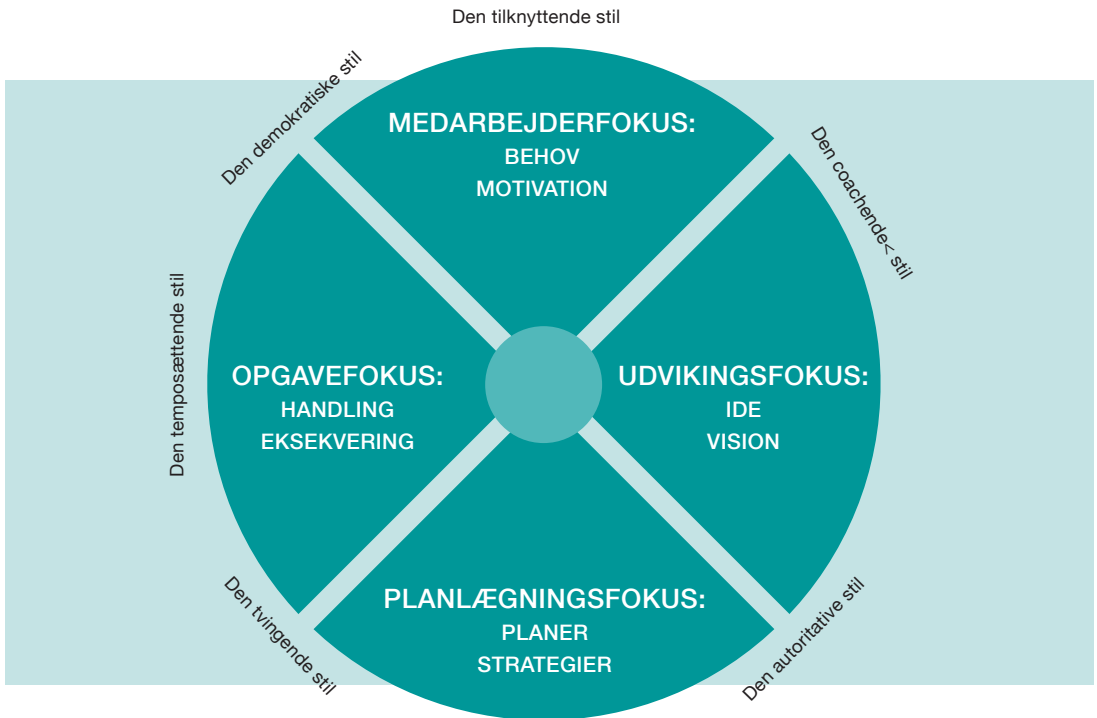 Den tilknyttende stil
Den demokratiske stil
MEDARBEJDERFOKUS:
BEHOV
MOTIVATION
Den coachende< stil
Den temposættende stil
OPGAVEFOKUS:
HANDLING
EKSEKVERING
UDVIKINGSFOKUS:
IDE
VISION
Den tvingende stil
PLANLÆGNINGSFOKUS:
PLANER
STRATEGIER
Den autoritative stil